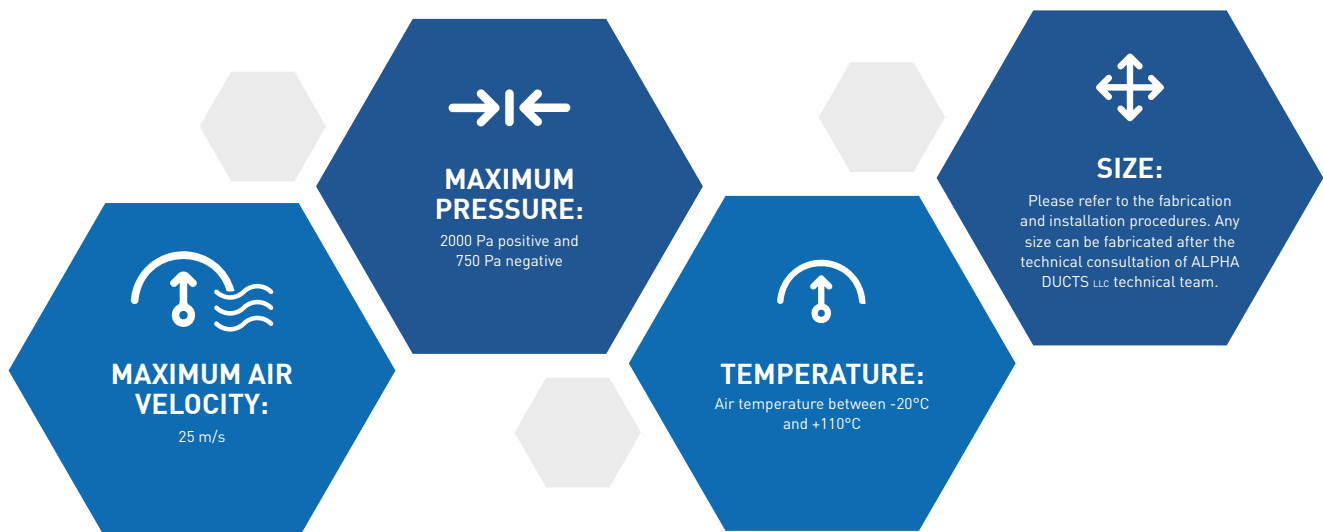 MAXIMUM AIR
VELOCITY:
25 m/s
MAXIMUM
PRESSURE:
2000 Pa positive and
750 Pa negative
TEMPERATURE:
Air temperature between -20°C
and +110°C
SIZE:
Please refer to the fabrication
and installation procedures. Any
size can be fabricated after the
technical consultation of ALPHA
DUCTS LLC technical team.